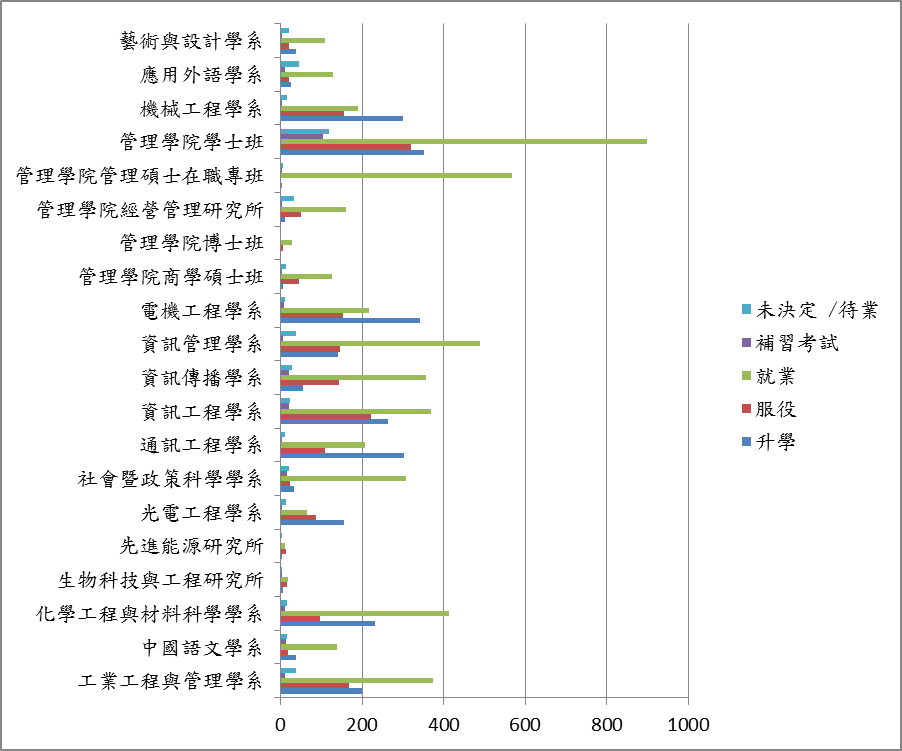 藝術與設計學系
應用外語學系
機械工程學系
管理學院學士班
管理學院管理碩士在職專班
管理學院經營管理研究所
管理學院博士班
管理學院商學碩士班
電機工程學系
資訊管理學系
資訊傳播學系
資訊工程學系
通訊工程學系
社會暨政策科學學系
光電工程學系
先進能源研究所
生物科技與工程研究所
化學工程與材料科學學系
中國語文學系
工業工程與管理學系
0 200 400 600 800 1000
未決定 /待業
補習考試
就業
服役
升學